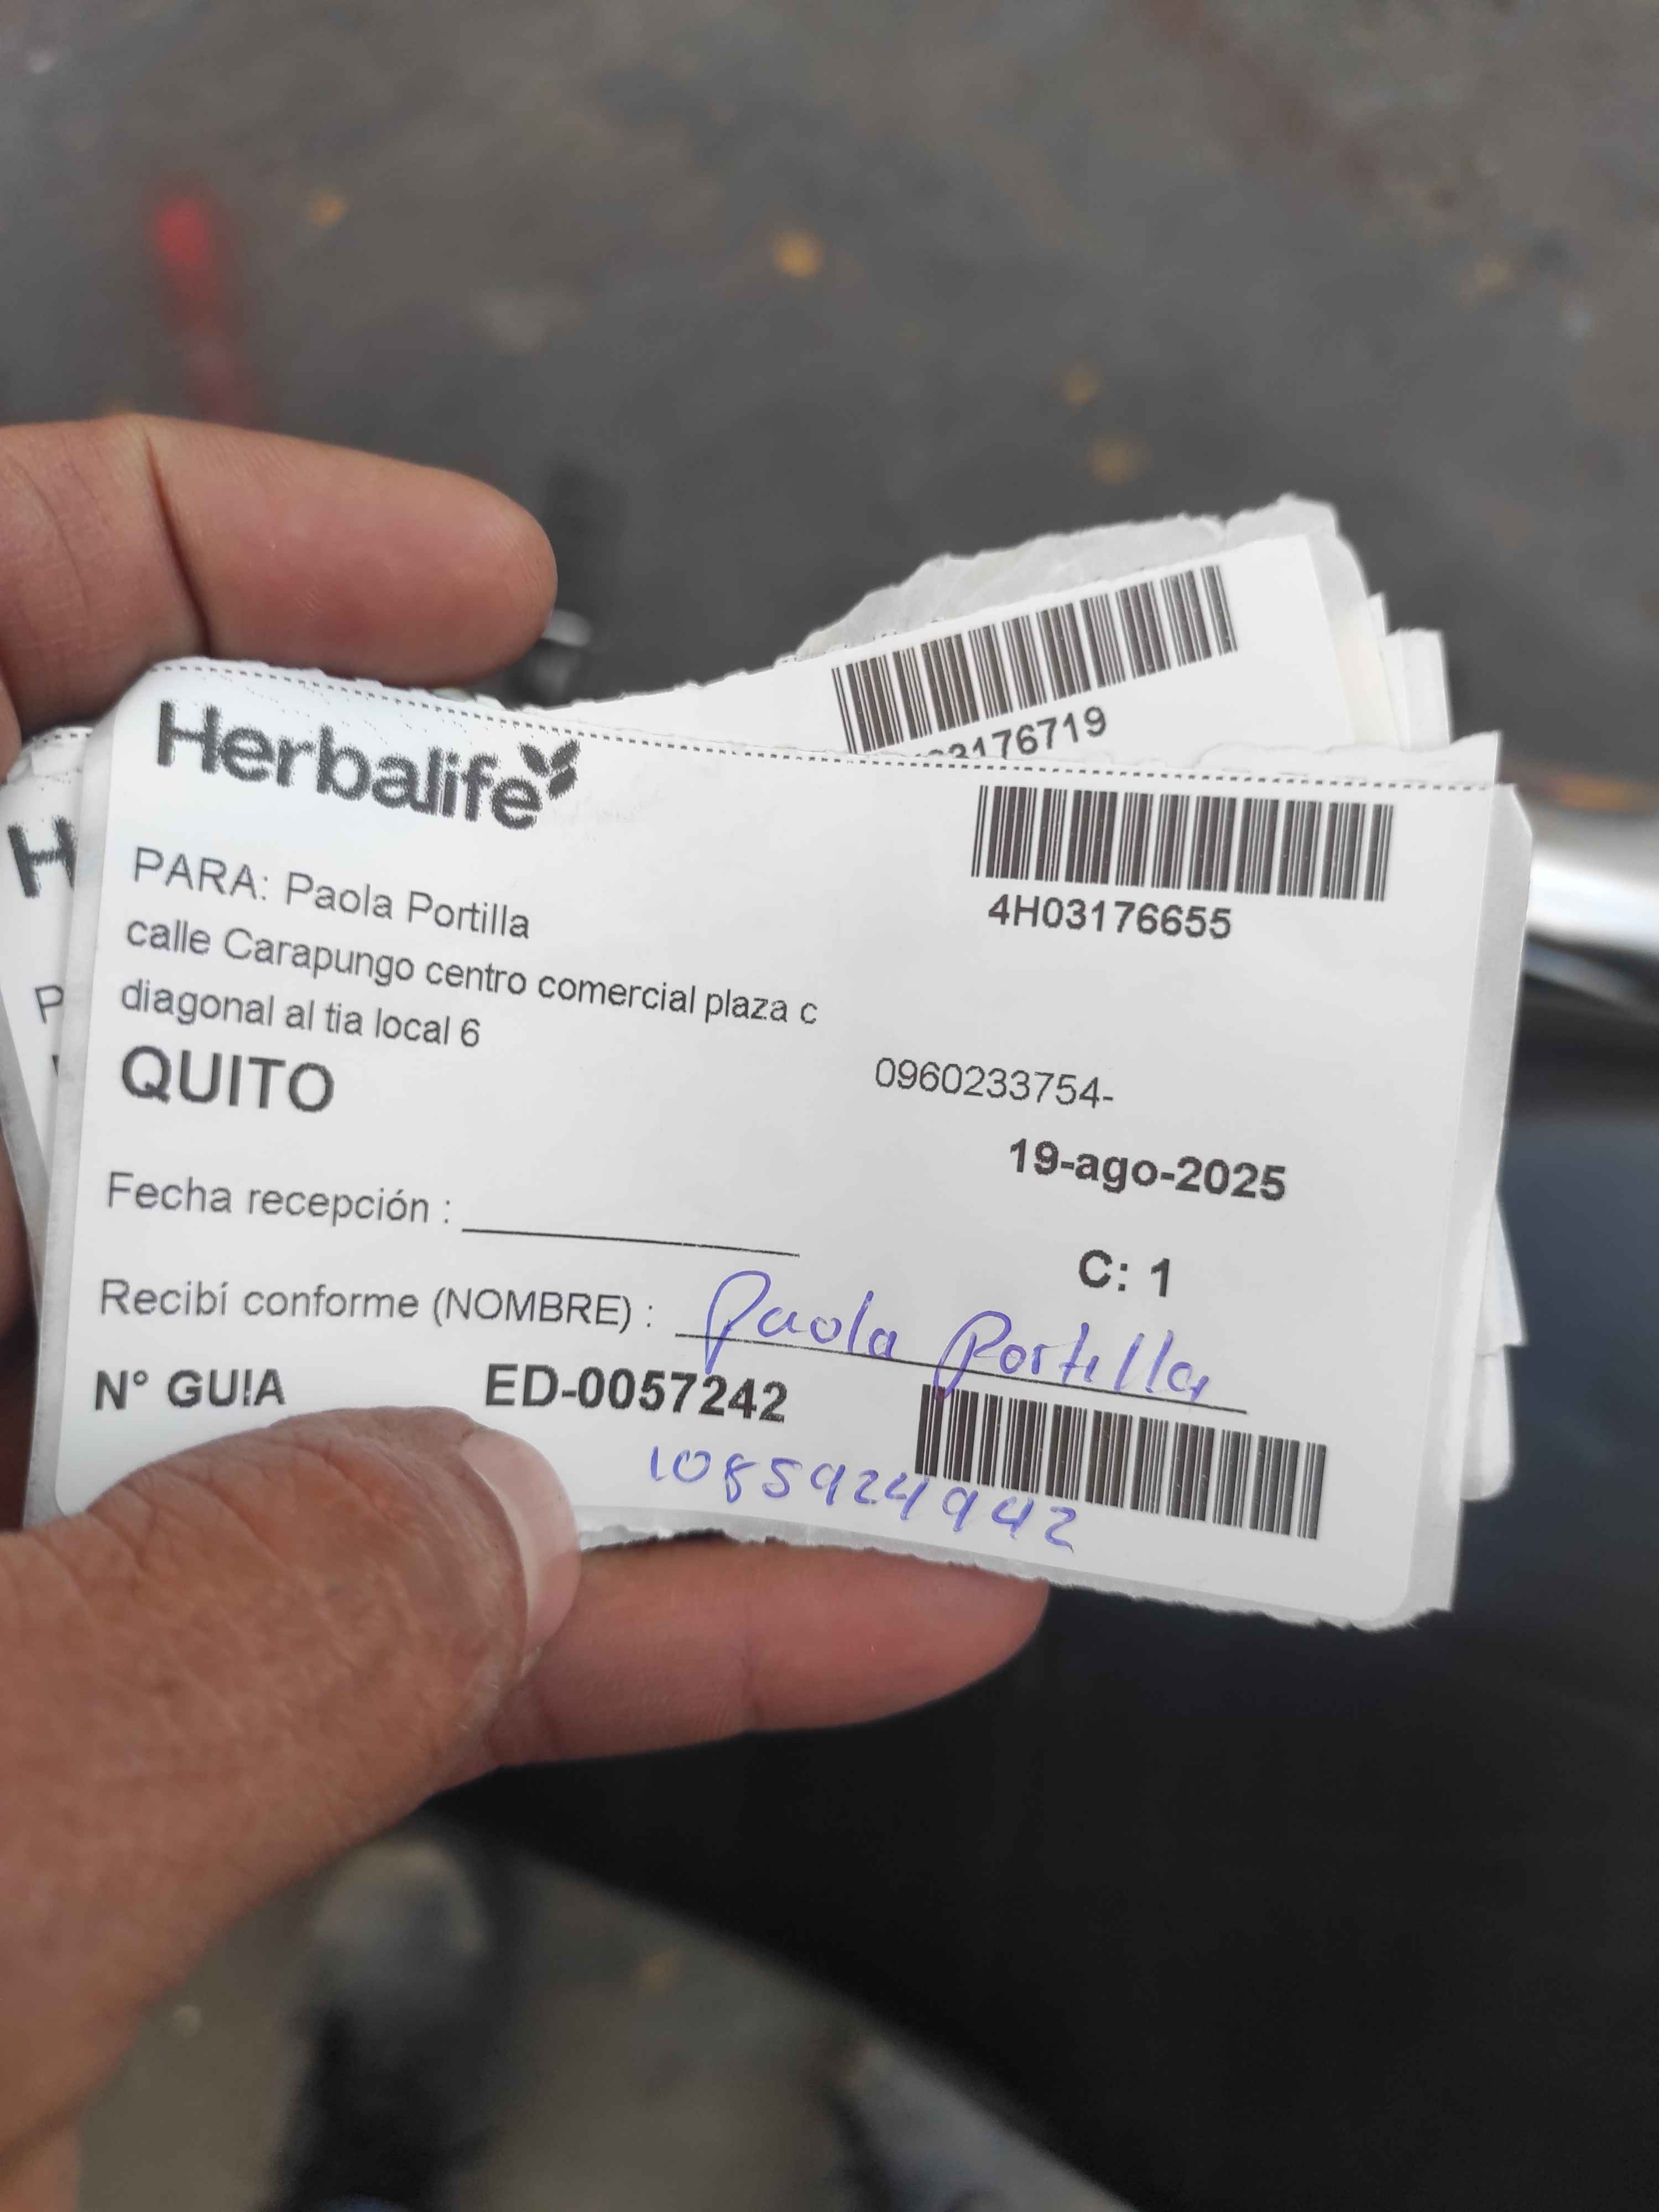 3176719
Herbalife
4H03176655
PARA: Paola Portilla
calle Carapungo centro comercial plaza c
diagonal al tia local 6
QUITO
0960233754-
19-ago-2025
Fecha recepción :
C: 1
Recibí conforme (NOMBRE) : Paola Portilla
N° GUIA ED-0057242
1085924942
H
P